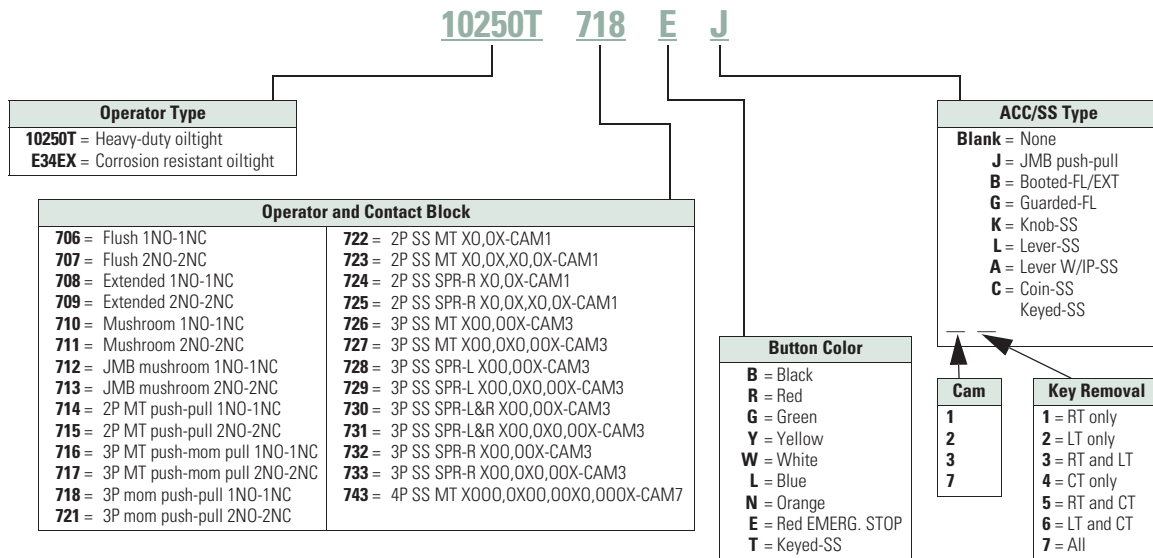 10250T 718 E J
Operator Type
10250T = Heavy-duty oiltight
E34EX = Corrosion resistant oiltight
Operator and Contact Block
706 = Flush 1NO-1NC
707 = Flush 2NO-2NC
708 = Extended 1NO-1NC
709 = Extended 2NO-2NC
710 = Mushroom 1NO-1NC
711 = Mushroom 2NO-2NC
712 = JMB mushroom 1NO-1NC
713 = JMB mushroom 2NO-2NC
714 = 2P MT push-pull 1NO-1NC
715 = 2P MT push-pull 2NO-2NC
716 = 3P MT push-mom pull 1NO-1NC
717 = 3P MT push-mom pull 2NO-2NC
718 = 3P mom push-pull 1NO-1NC
721 = 3P mom push-pull 2NO-2NC
722 = 2P SS MT XO,OX-CAM1
723 = 2P SS MT XO,OX,XO,OX-CAM1
724 = 2P SS SPR-R XO,OX-CAM1
725 = 2P SS SPR-R XO,OX,XO,OX-CAM1
726 = 3P SS MT XOO,OOX-CAM3
727 = 3P SS MT XOO,OXO,OOX-CAM3
728 = 3P SS SPR-L XOO,OOX-CAM3
729 = 3P SS SPR-L XOO,OXO,OOX-CAM3
730 = 3P SS SPR-L&R XOO,OOX-CAM3
731 = 3P SS SPR-L&R XOO,OXO,OOX-CAM3
732 = 3P SS SPR-R XOO,OOX-CAM3
733 = 3P SS SPR-R XOO,OXO,OOX-CAM3
743 = 4P SS MT XOOO,OXOO,OOXO,OOOX-CAM7
Button Color
B = Black
R = Red
G = Green
Y = Yellow
W = White
L = Blue
N = Orange
E = Red EMERG. STOP
T = Keyed-SS
ACC/SS Type
Blank = None
J = JMB push-pull
B = Booted-FL/EXT
G = Guarded-FL
K = Knob-SS
L = Lever-SS
A = Lever W/IP-SS
C = Coin-SS
Keyed-SS
Cam
1
2
3
7
Key Removal
1 = RT only
2 = LT only
3 = RT and LT
4 = CT only
5 = RT and CT
6 = LT and CT
7 = All